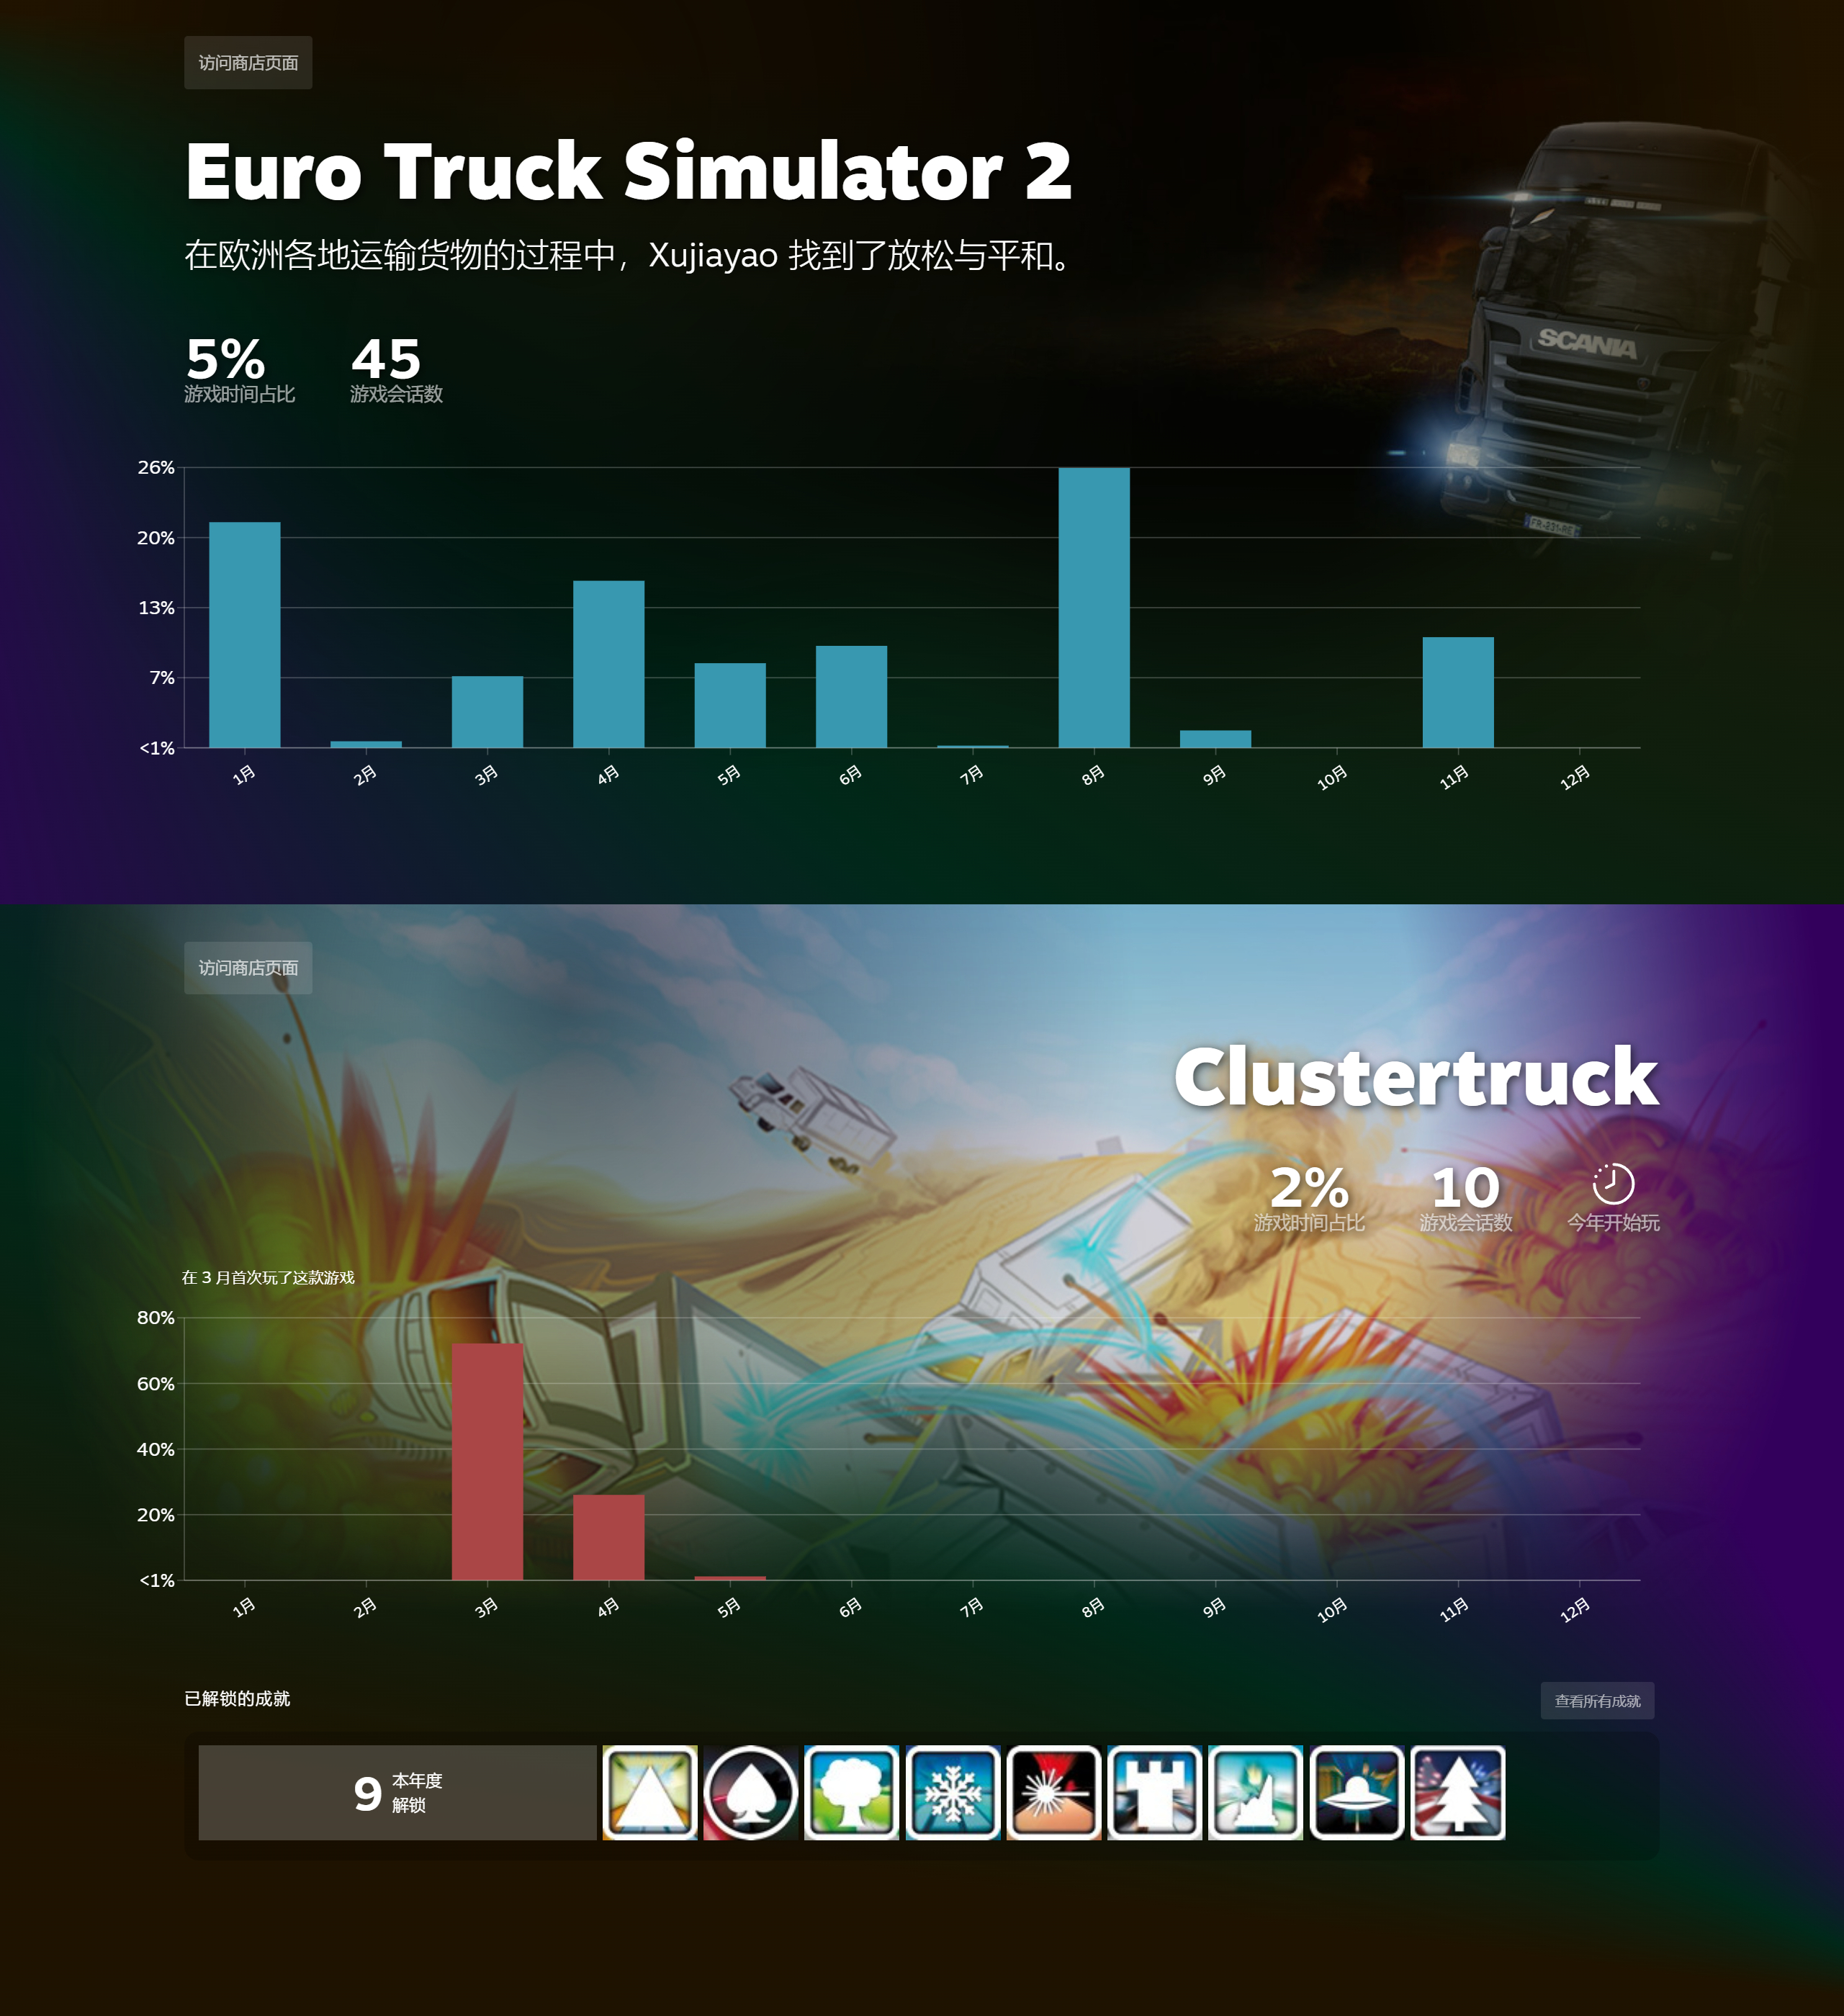 访问商店页面
Euro Truck Simulator 2
在欧洲各地运输货物的过程中，Xujiayao 找到了放松与平和。
5% 45
游戏时间占比 游戏会话数
SCANIA
FR-231-RE
26%
20%
13%
7%
<1%
1月 2月 3月 4月 5月 6月 7月 8月 9月 10月 11月 12月
访问商店页面
Clustertruck
2% 10
游戏时间占比 游戏会话数 今年开始玩
在 3 月首次玩了这款游戏
80%
60%
40%
20%
<1%
1月 2月 3月 4月 5月 6月 7月 8月 9月 10月 11月 12月
已解锁的成就 查看所有成就
9 本年度
解锁